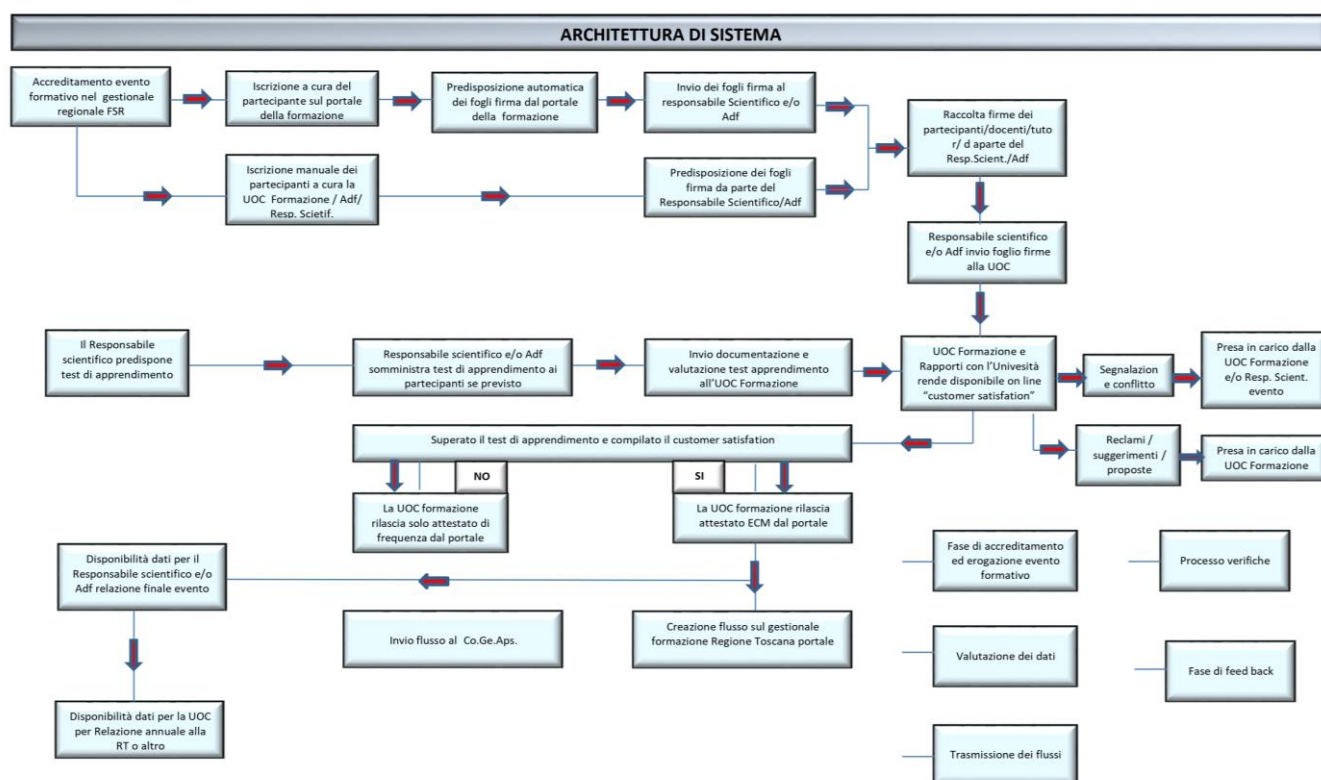 ARCHITETTURA DI SISTEMA
Accreditamento evento
formativo nel gestionale
regionale FSR
Iscrizione a cura del
partecipante sul portale
della formazione
Predisposizione automatica
dei fogli firma dal portale
della formazione
Invio dei fogli firma al
responsabile Scientifico e/o
Adf
Raccolta firme dei
partecipanti/docenti/tuto
r/ d aparte del
Resp.Scient./Adf
Iscrizione manuale dei
partecipanti a cura la
UOC Formazione / Adf/
Resp. Scietif.
Predisposizione dei fogli
firma da parte del
Responsabile Scientifico/Adf
Responsabile scientifico
e/o Adf invio foglio firme
alla UOC
Il Responsabile
scientifico predispone
test di apprendimento
Responsabile scientifico e/o Adf
somministra test di apprendimento ai
partecipanti se previsto
Invio documentazione e
valutazione test apprendimento
all'UOC Formazione
UOC Formazione e
Rapporti con l'Univesità
rende disponibile on line
“customer satisfation”
Segnalazion
e conflitto
Presa in carico dalla
UOC Formazione
e/o Resp. Scient.
evento
Superato il test di apprendimento e compilato il customer satisfation
Reclami /
suggerimenti /
proposte
Presa in carico dalla
UOC Formazione
NO
SI
La UOC formazione
rilascia solo attestato di
frequenza dal portale
La UOC formazione rilascia
attestato ECM dal portale
Disponibilità dati per il
Responsabile scientifico e/o
Adf relazione finale evento
Fase di accreditamento
ed erogazione evento
formativo
Processo verifiche
Invio flusso al Co.Ge.Aps.
Creazione flusso sul gestionale
formazione Regione Toscana portale
Valutazione dei dati
Fase di feed back
Disponibilità dati per la UOC
per Relazione annuale alla
RT o altro
Trasmissione dei flussi